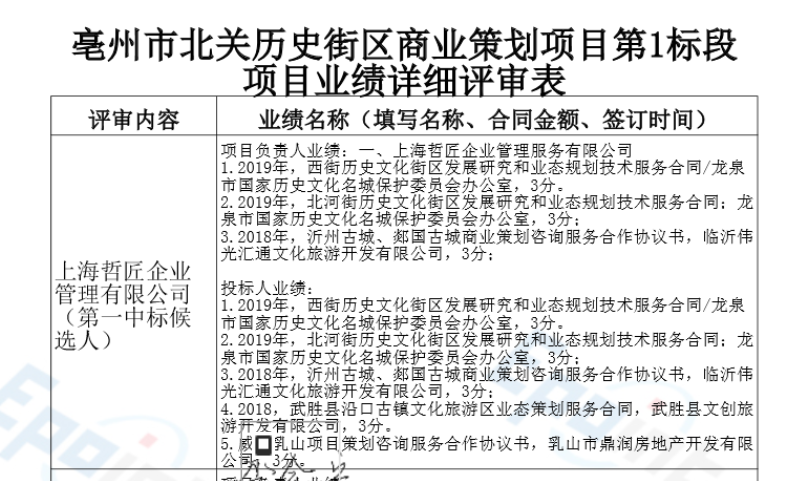 亳州市北关历史街区商业策划项目第1标段
项目业绩详细评审表
评审内容
业绩名称（填写名称、合同金额、签订时间）
上海哲匠企业
管理有限公司
（第一中标候
选人）
项目负责人业绩：一、上海哲匠企业管理服务有限公司
1.2019年，西街历史文化街区发展研究和业态规划技术服务合同/龙泉
市国家历史文化名城保护委员会办公室，3分。
2.2019年，北河街历史文化街区发展研究和业态规划技术服务合同；龙
泉市国家历史文化名城保护委员会办公室，3分；
3.2018年，沂州古城、郯国古城商业策划咨询服务合作协议书，临沂伟
光汇通文化旅游开发有限公司，3分；
投标人业绩：
1.2019年，西街历史文化街区发展研究和业态规划技术服务合同/龙泉
市国家历史文化名城保护委员会办公室，3分。
2.2019年，北河街历史文化街区发展研究和业态规划技术服务合同；龙
泉市国家历史文化名城保护委员会办公室，3分；
3.2018年，沂州古城、郯国古城商业策划咨询服务合作协议书，临沂伟
光汇通文化旅游开发有限公司，3分；
4.2018，武胜县沿口古镇文化旅游区业态策划服务合同，武胜县文创旅
游开发有限公司，3分。
5.威 乳山项目策划咨询服务合作协议书，乳山市鼎润房地产开发有限
公司，3分。
Epoint
Epoint